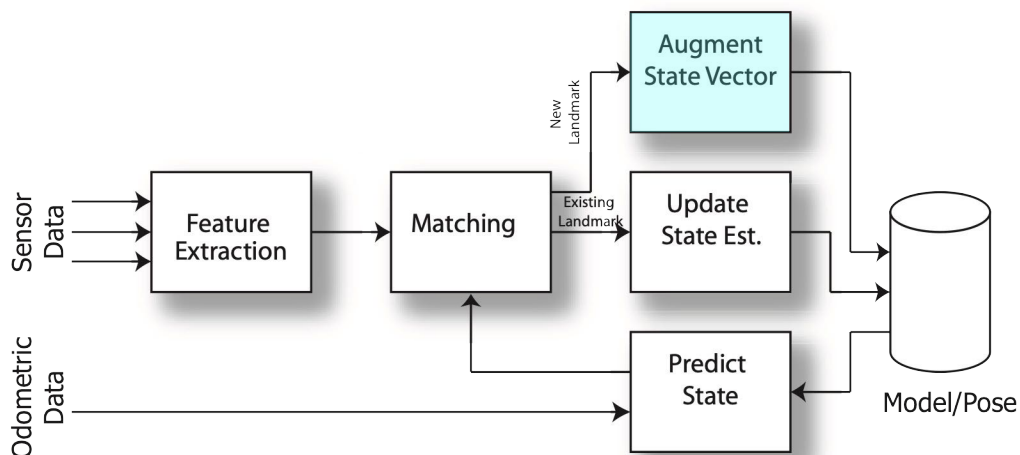 Augment
State Vector
New
Landmark
Sensor
Data
Feature
Extraction
Matching
Existing
Landmark
Update
State Est.
Odometric
Data
Predict
State
Model/Pose